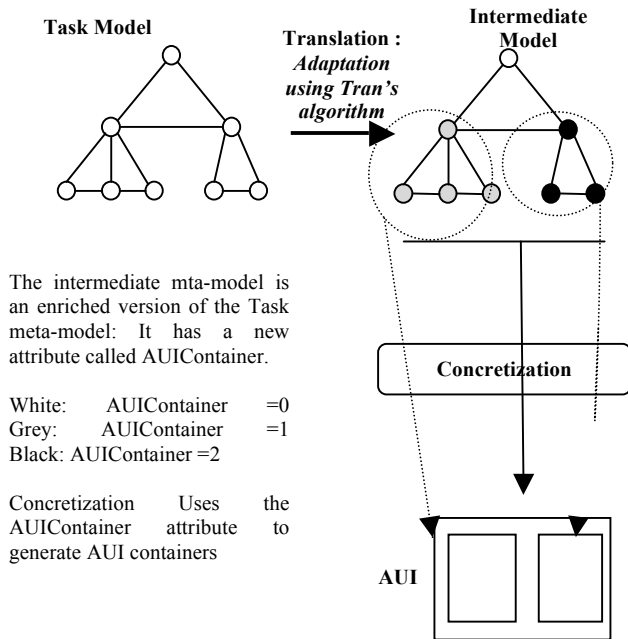 Task Model
Translation :
Adaptation
using Tran's
algorithm
Intermediate
Model
The intermediate mta-model is
an enriched version of the Task
meta-model: It has a new
attribute called AUIContainer.
White: AUIContainer =0
Grey: AUIContainer =1
Black: AUIContainer =2
Concretization Uses the
AUIContainer attribute to
generate AUI containers
Concretization
AUI